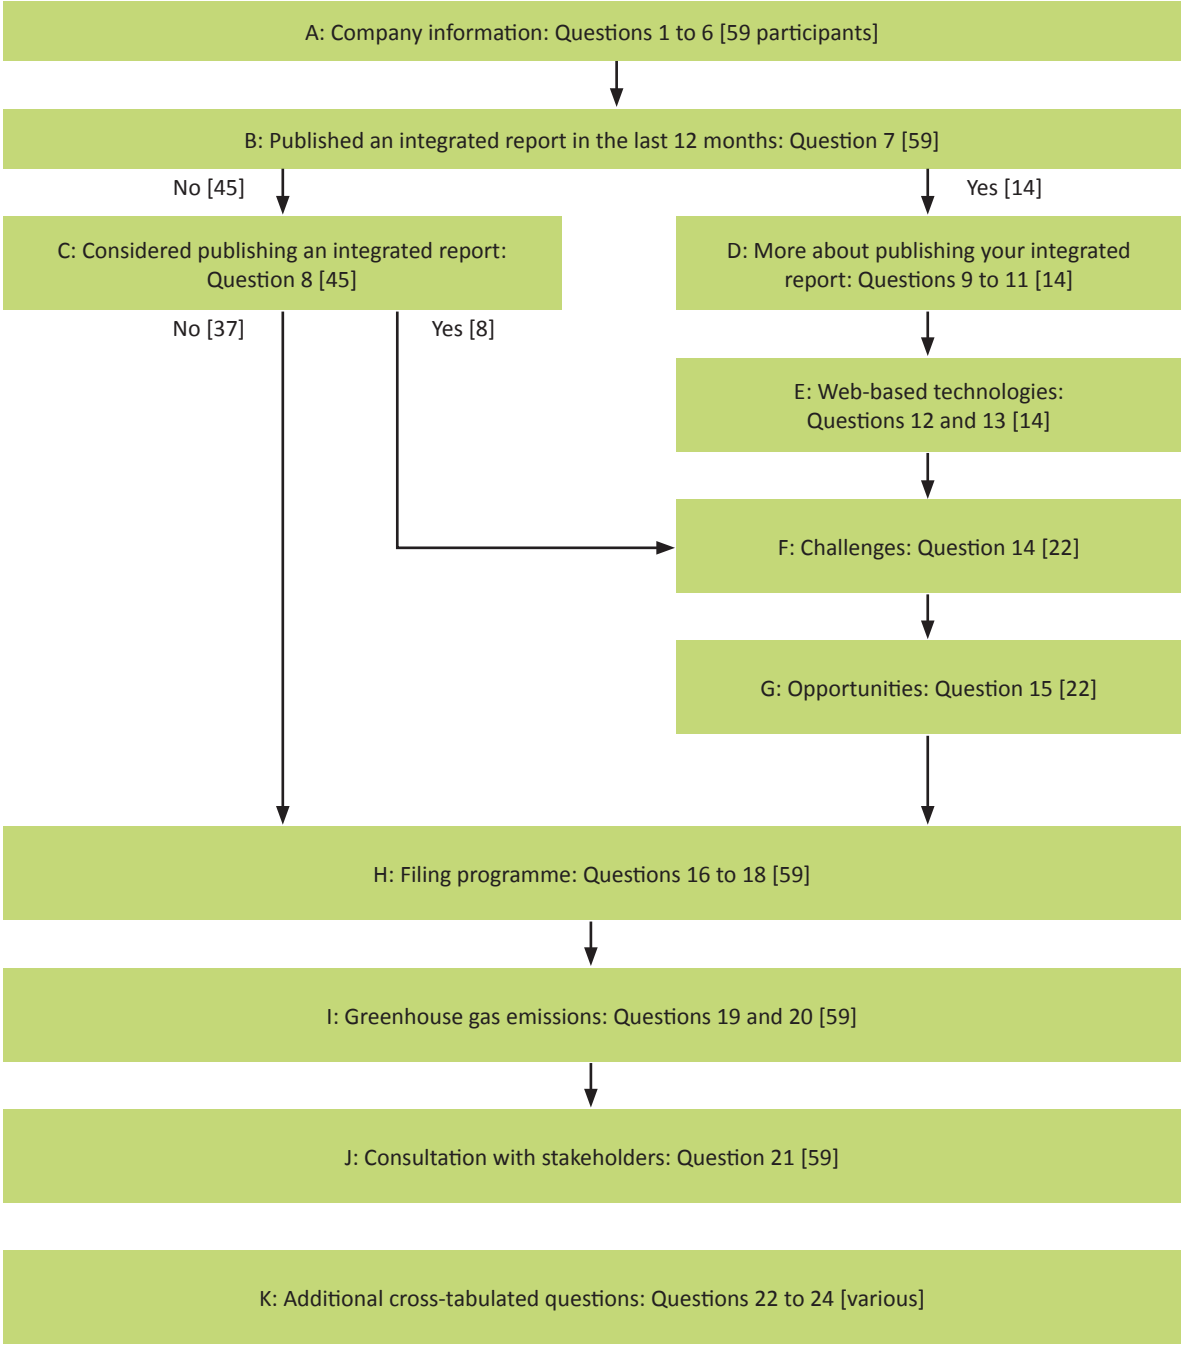 A: Company information: Questions 1 to 6 [59 participants]
B: Published an integrated report in the last 12 months: Question 7 [59]
No [45]
Yes [14]
C: Considered publishing an integrated report:
Question 8 [45]
D: More about publishing your integrated
report: Questions 9 to 11 [14]
No [37]
Yes [8]
E: Web-based technologies:
Questions 12 and 13 [14]
F: Challenges: Question 14 [22]
G: Opportunities: Question 15 [22]
H: Filing programme: Questions 16 to 18 [59]
I: Greenhouse gas emissions: Questions 19 and 20 [59]
J: Consultation with stakeholders: Question 21 [59]
K: Additional cross-tabulated questions: Questions 22 to 24 [various]